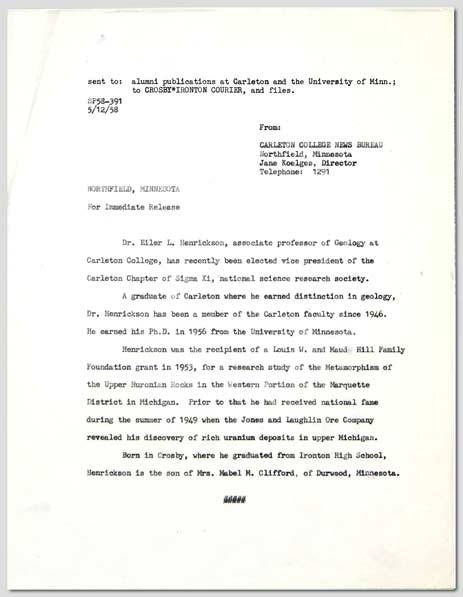 sent to: alumni publications at Carleton and the University of Minn.;
to CROSBY*IRONTON COURIER, and files.
SP58-391
5/12/58
From:
CARLETON COLLEGE NEWS BUREAU
Northfield, Minnesota
Jane Koelges, Director
Telephone: 1291
NORTHFIELD, MINNESOTA
For Immediate Release
Dr. Eiler L. Henrickson, associate professor of Geology at
Carleton College, has recently been elected vice president of the
Carleton Chapter of Sigma Xi, national science research society.
A graduate of Carleton where he earned distinction in geology,
Dr. Henrickson has been a member of the Carleton faculty since 1946.
He earned his Ph.D. in 1956 from the University of Minnesota.
Henrickson was the recipient of a Louis W. and Maude Hill Family
Foundation grant in 1953, for a research study of the Metamorphism of
the Upper Huronian Rocks in the Western Portion of the Marquette
District in Michigan. Prior to that he had received national fame
during the summer of 1949 when the Jones and Laughlin Ore Company
revealed his discovery of rich uranium deposits in upper Michigan.
Born in Crosby, where he graduated from Ironton High School,
Henrickson is the son of Mrs. Mabel M. Clifford, of Durwood, Minnesota.
#####